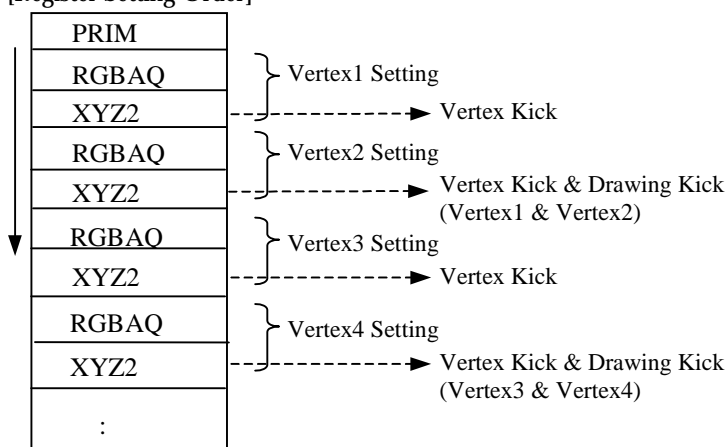 [Register Setting Order]
PRIM
RGBAQ
Vertex1 Setting
XYZ2
Vertex Kick
RGBAQ
Vertex2 Setting
XYZ2
Vertex Kick & Drawing Kick
(Vertex1 & Vertex2)
RGBAQ
Vertex3 Setting
XYZ2
Vertex Kick
RGBAQ
Vertex4 Setting
XYZ2
Vertex Kick & Drawing Kick
(Vertex3 & Vertex4)
: